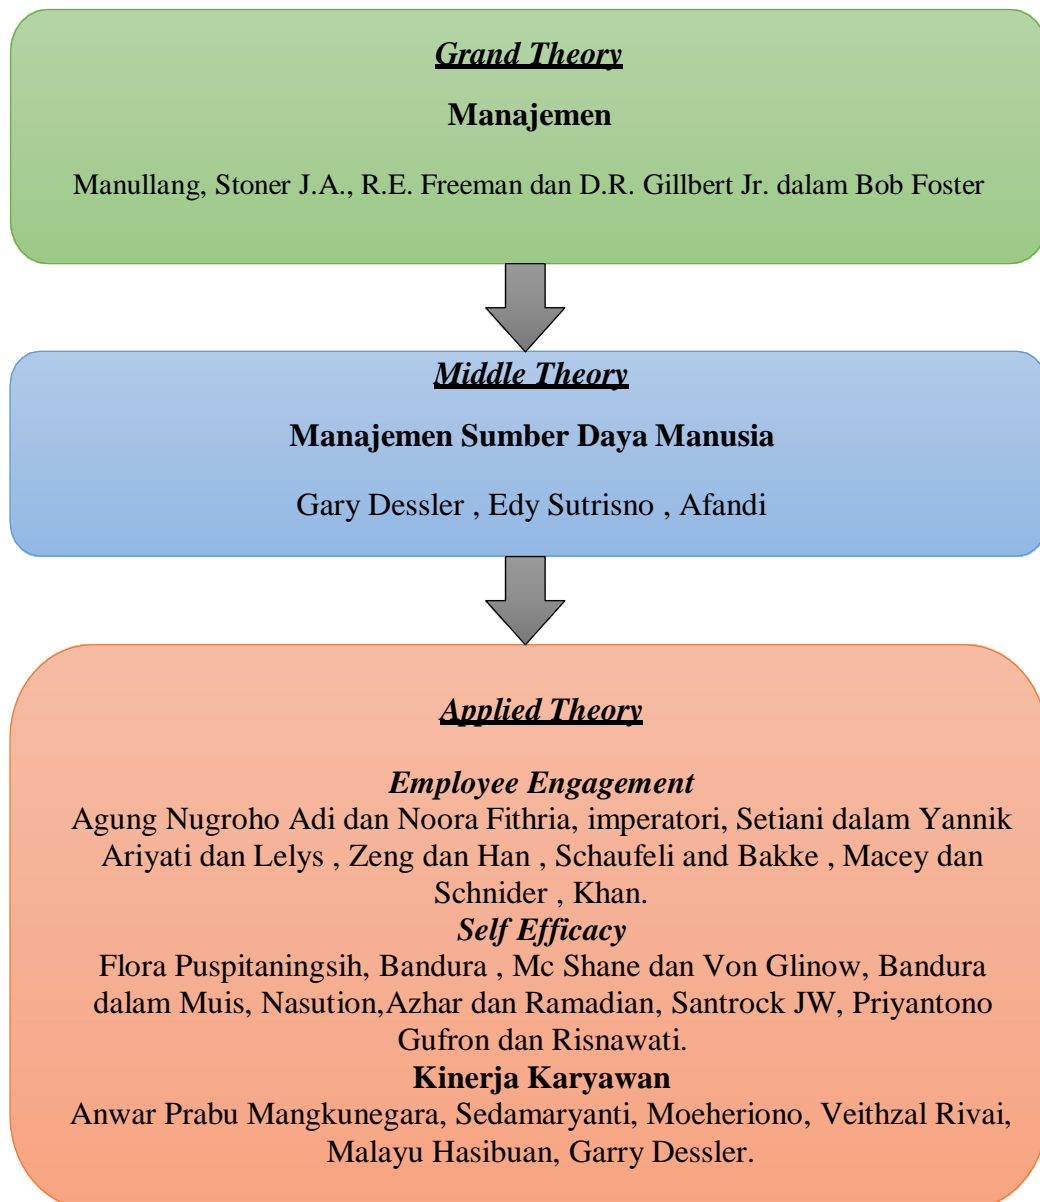 Grand Theory
Manajemen
Manullang, Stoner J.A., R.E. Freeman dan D.R. Gillbert Jr. dalam Bob Foster
Middle Theory
Manajemen Sumber Daya Manusia
Gary Dessler , Edy Sutrisno , Afandi
Applied Theory
Employee Engagement
Agung Nugroho Adi dan Noora Fithria, imperatori, Setiani dalam Yannik
Ariyati dan Lelys , Zeng dan Han , Schaufeli and Bakke , Macey dan
Schnider , Khan.
Self Efficacy
Flora Puspitaningsih, Bandura , Mc Shane dan Von Glinow, Bandura
dalam Muis, Nasution,Azhar dan Ramadian, Santrock JW, Priyantono
Gufron dan Risnawati.
Kinerja Karyawan
Anwar Prabu Mangkunegara, Sedamaryanti, Moeheriono, Veithzal Rivai,
Malayu Hasibuan, Garry Dessler.